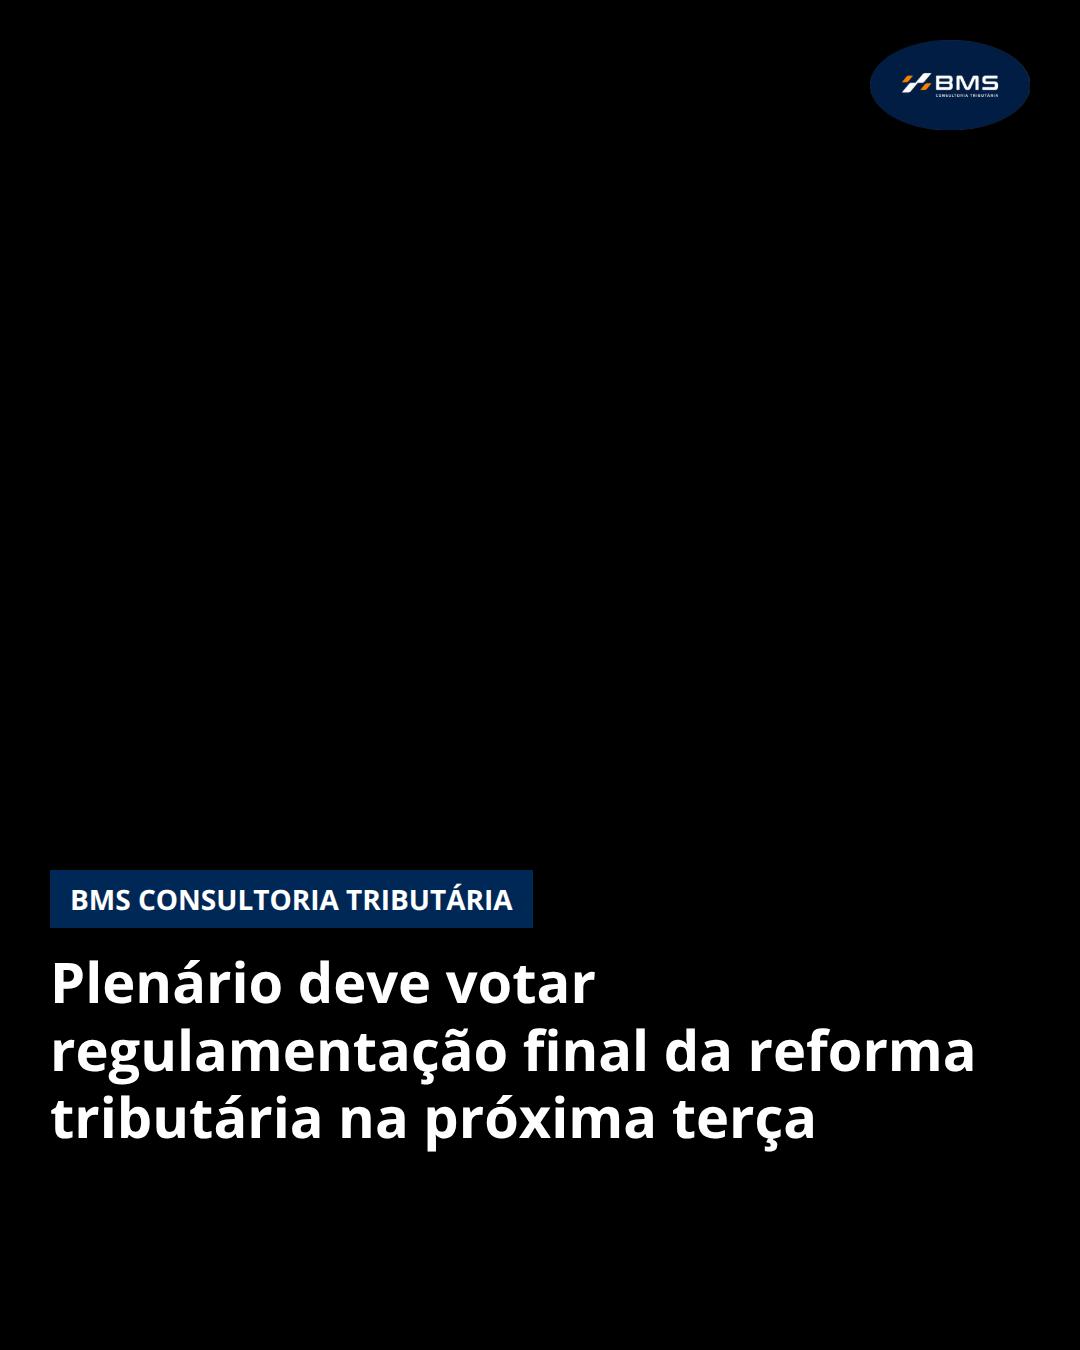 BMS
CONSULTORIA TRIBUTÁRIA
BMS CONSULTORIA TRIBUTÁRIA
Plenário deve votar
regulamentação final da reforma
tributária na próxima terça